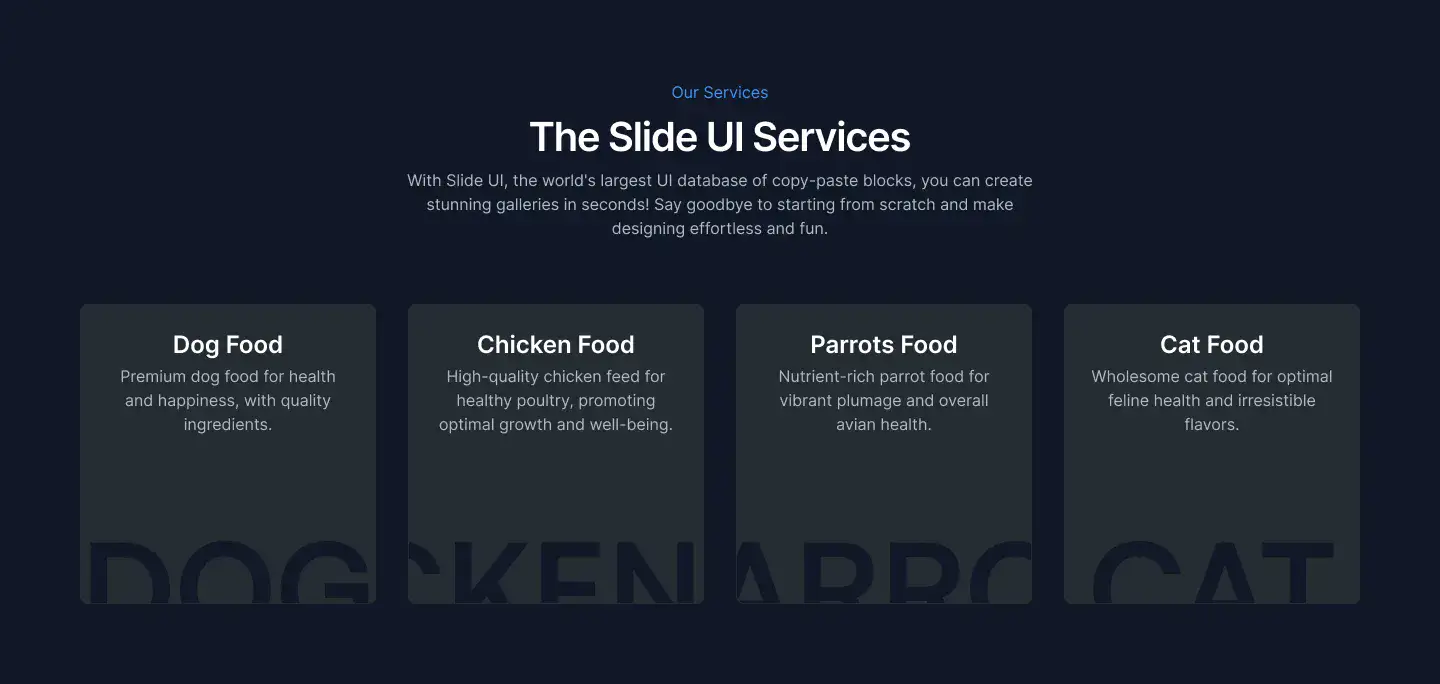 Our Services
The Slide UI Services
With Slide UI, the world's largest UI database of copy-paste blocks, you can create
stunning galleries in seconds! Say goodbye to starting from scratch and make
designing effortless and fun.
Dog Food
Premium dog food for health
and happiness, with quality
ingredients.
DOG
Chicken Food
High-quality chicken feed for
healthy poultry, promoting
optimal growth and well-being.
CKEN
Parrots Food
Nutrient-rich parrot food for
vibrant plumage and overall
avian health.
ARRO
Cat Food
Wholesome cat food for optimal
feline health and irresistible
flavors.
CAT